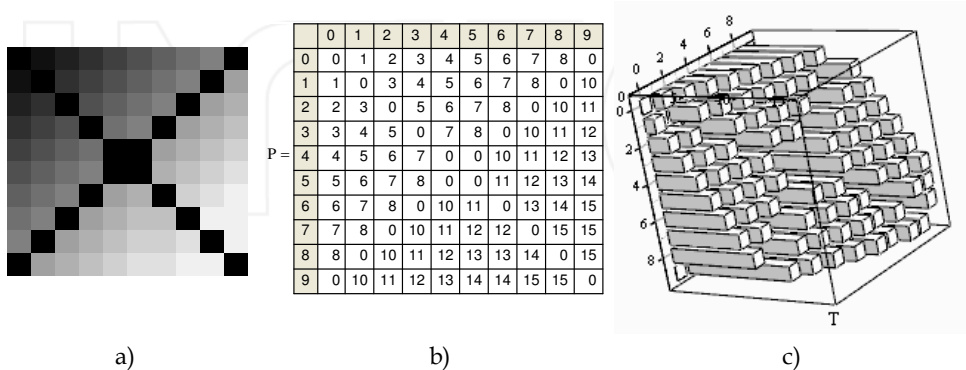 0 1 2 3 4 5 6 7 8 9
0 0 1 2 3 4 5 6 7 8 0
1 1 0 3 4 5 6 7 8 0 10
2 2 3 0 5 6 7 8 0 10 11
3 3 4 5 0 7 8 0 10 11 12
P = 4 4 5 6 7 0 0 10 11 12 13
5 5 6 7 8 0 0 11 12 13 14
6 6 7 8 0 10 11 0 13 14 15
7 7 8 0 10 11 12 12 0 15 15
8 8 0 10 11 12 13 13 14 0 15
9 0 10 11 12 13 14 14 15 15 0
0 2 4 6 8
0
0
2
4
6
8
T
a) b) c)